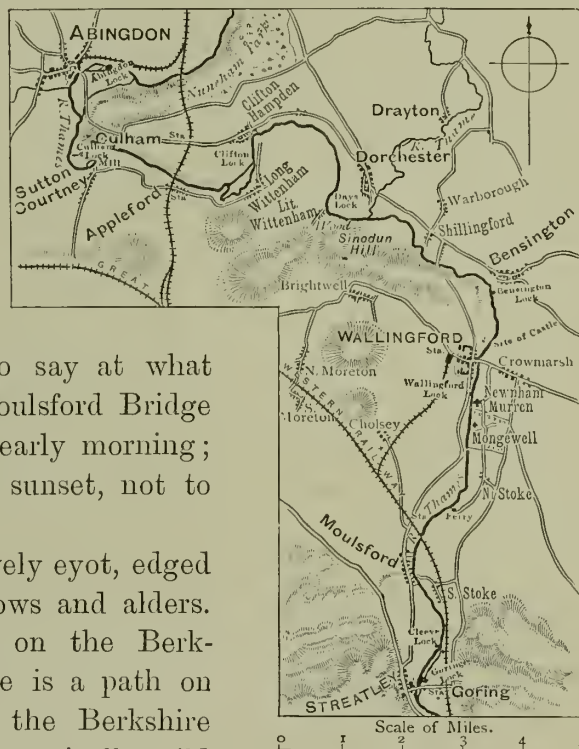 ABINGDON
Abingdon Lock
Nuneham Park
R. Thames
Culham
Sta.
Culham Lock
Mill
Sutton Courtney
Appleford
Sta.
Clifton Hampden
Clifton Lock
Long Wittenham
Lit. Wittenham
Wood
Drayton
R. Thame
Dorchester
Days Lock
Warborough
Shillingford
Bensington
Bensington Lock
Sinodun Hill
Brightwell
GREAT
WESTERN RAILWAY
Site of Castle
WALLINGFORD
Sta.
Crowmarsh
Wallingford Lock
Newnham Murren
N. Moreton
S. Moreton
Cholsey
Mongewell
N. Stoke
Thames
Sta.
Ferry
Moulsford
S. Stoke
Cleeve Lock
Goring Lock
STREATLEY
Sta.
Goring
Scale of Miles.
0 1 2 3 4
to say at what
oulsford Bridge
early morning;
sunset, not to
vely eyot, edged
ows and alders.
on the Berk-
e is a path on
the Berkshire